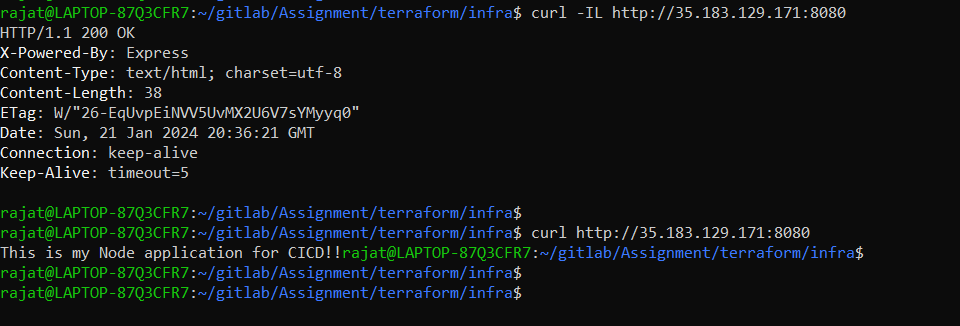 rajat@LAPTOP-87Q3CFR7:~/gitlab/Assignment/terraform/infra$ curl -IL http://35.183.129.171:8080
HTTP/1.1 200 OK
X-Powered-By: Express
Content-Type: text/html; charset=utf-8
Content-Length: 38
ETag: W/"26-EqUvpEiNVV5UvMX2U6V7sYMyyq0"
Date: Sun, 21 Jan 2024 20:36:21 GMT
Connection: keep-alive
Keep-Alive: timeout=5
rajat@LAPTOP-87Q3CFR7:~/gitlab/Assignment/terraform/infra$
rajat@LAPTOP-87Q3CFR7:~/gitlab/Assignment/terraform/infra$ curl http://35.183.129.171:8080
This is my Node application for CICD!!rajat@LAPTOP-87Q3CFR7:~/gitlab/Assignment/terraform/infra$
rajat@LAPTOP-87Q3CFR7:~/gitlab/Assignment/terraform/infra$
rajat@LAPTOP-87Q3CFR7:~/gitlab/Assignment/terraform/infra$